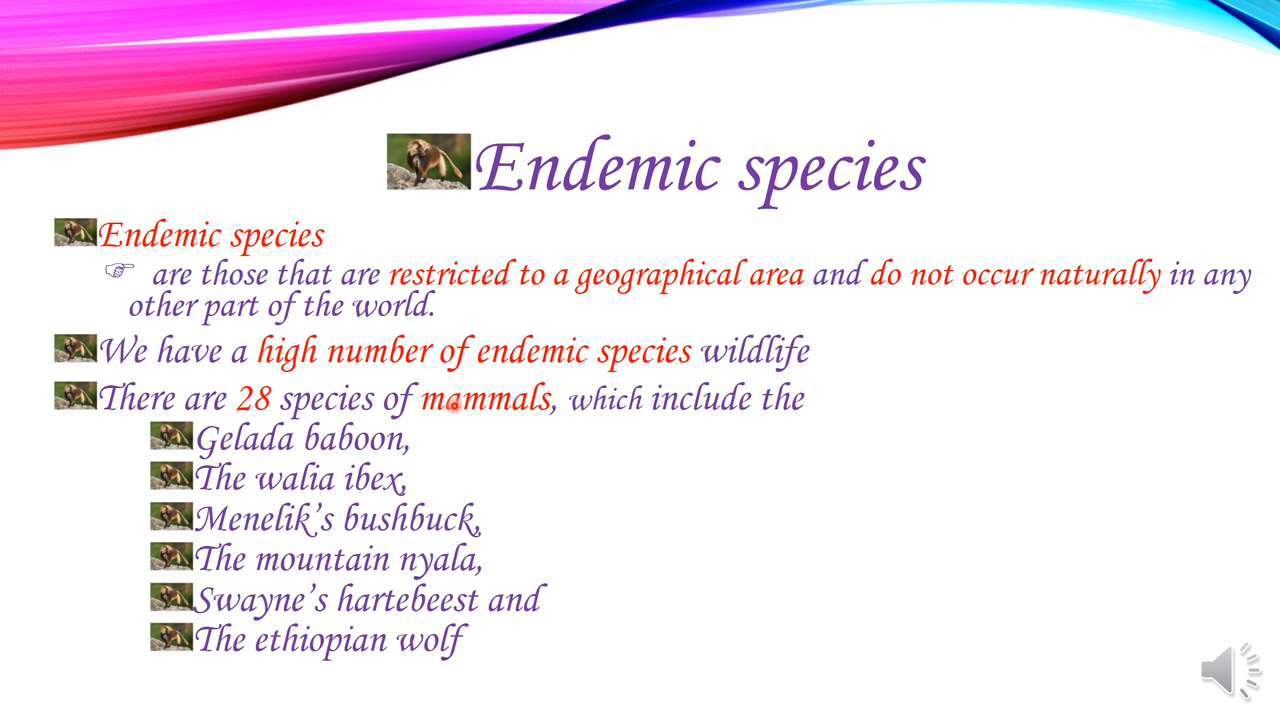 Endemic species
Endemic species
☞ are those that are restricted to a geographical area and do not occur naturally in any
other part of the world.
We have a high number of endemic species wildlife
There are 28 species of mammals, which include the
Gelada baboon,
The walia ibex,
Menelik’s bushbuck,
The mountain nyala,
Swayne’s hartebeest and
The ethiopian wolf